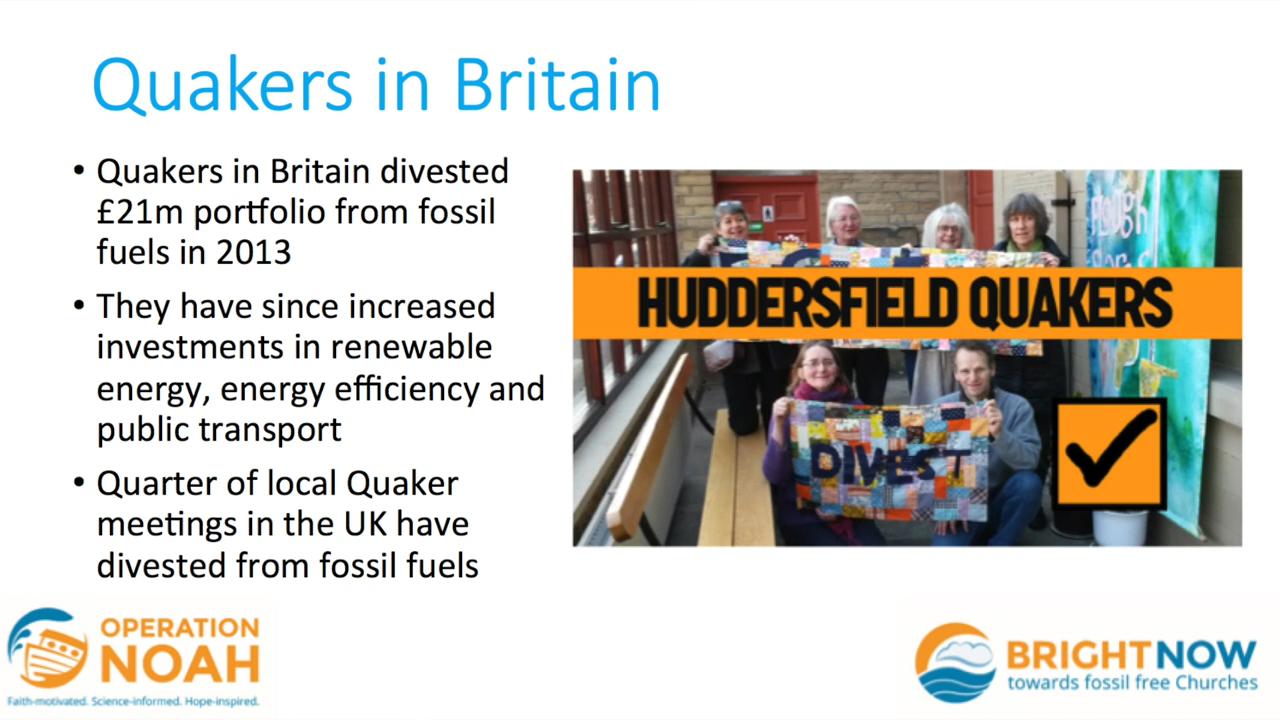 Quakers in Britain
• Quakers in Britain divested
£21m portfolio from fossil
fuels in 2013
• They have since increased
investments in renewable
energy, energy efficiency and
public transport
• Quarter of local Quaker
meetings in the UK have
divested from fossil fuels
HUDDERSFIELD QUAKERS
DIVEST
OPERATION
NOAH
Faith-motivated. Science-informed. Hope-inspired.
BRIGHTNOW
towards fossil free Churches